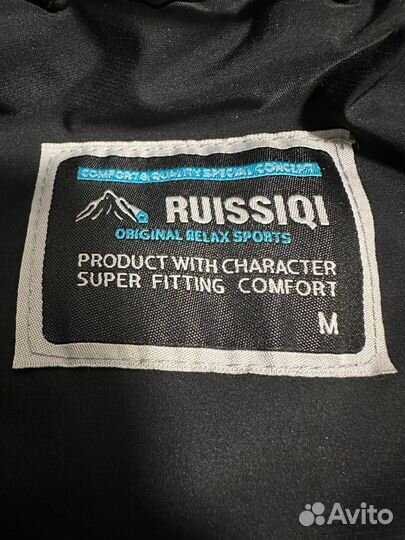 COMFORT & QUALITY SPECIAL CONCEPT
RUISSIQI
ORIGINAL RELAX SPORTS
PRODUCT WITH CHARACTER
SUPER FITTING COMFORT
M
Avito